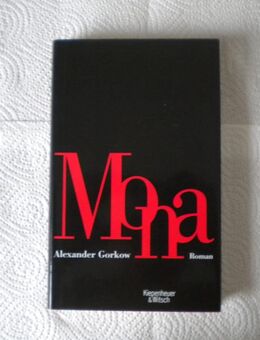 Mona
Alexander Gorkow Roman
Kiepenheuer
& Witsch